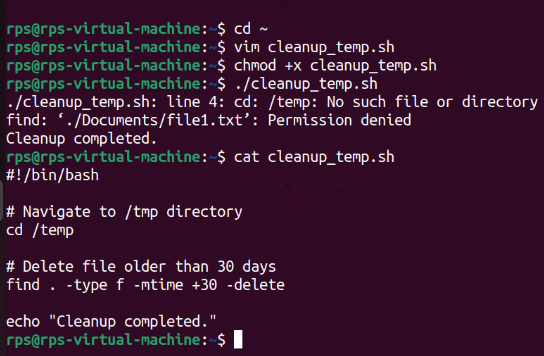 rps@rps-virtual-machine:~$ cd ~
rps@rps-virtual-machine:~$ vim cleanup_temp.sh
rps@rps-virtual-machine:~$ chmod +x cleanup_temp.sh
rps@rps-virtual-machine:~$ ./cleanup_temp.sh
./cleanup_temp.sh: line 4: cd: /temp: No such file or directory
find: ‘./Documents/file1.txt’: Permission denied
Cleanup completed.
rps@rps-virtual-machine:~$ cat cleanup_temp.sh
#!/bin/bash

# Navigate to /tmp directory
cd /temp

# Delete file older than 30 days
find . -type f -mtime +30 -delete

echo "Cleanup completed."
rps@rps-virtual-machine:~$